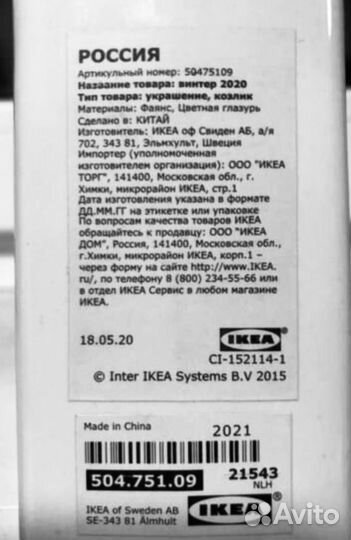 РОССИЯ
Артикульный номер: 50475109
Название товара: винтер 2020
Тип товара: украшение, козлик
Материалы: Фаянс, Цветная глазурь
Сделано в: КИТАЙ
Изготовитель: ИКЕА оф Свиден АБ, а/я
702, 343 81, Эльмхульт, Швеция
Импортер (уполномоченная
изготовителем организация): ООО "ИКЕА
ТОРГ", 141400, Московская обл., г.
Химки, микрорайон ИКЕА, стр.1
Дата изготовления указана в формате
ДД.ММ.ГГ на этикетке или упаковке
По вопросам качества товаров ИКЕА
обращайтесь к продавцу: ООО "ИКЕА
ДОМ", Россия, 141400, Московская обл.,
г.Химки, микрорайон ИКЕА, корп.1 –
через форму на сайте http://www.IKEA.
ru/, по телефону 8 (800) 234-55-66 или
в отдел ИКЕА Сервис в любом магазине
ИКЕА.
18.05.20
IKEA
CI-152114-1
© Inter IKEA Systems B.V 2015
Made in China
2021
504.751.09
21543
NLH
IKEA of Sweden AB
SE-343 81 Älmhult
IKEA
Avito